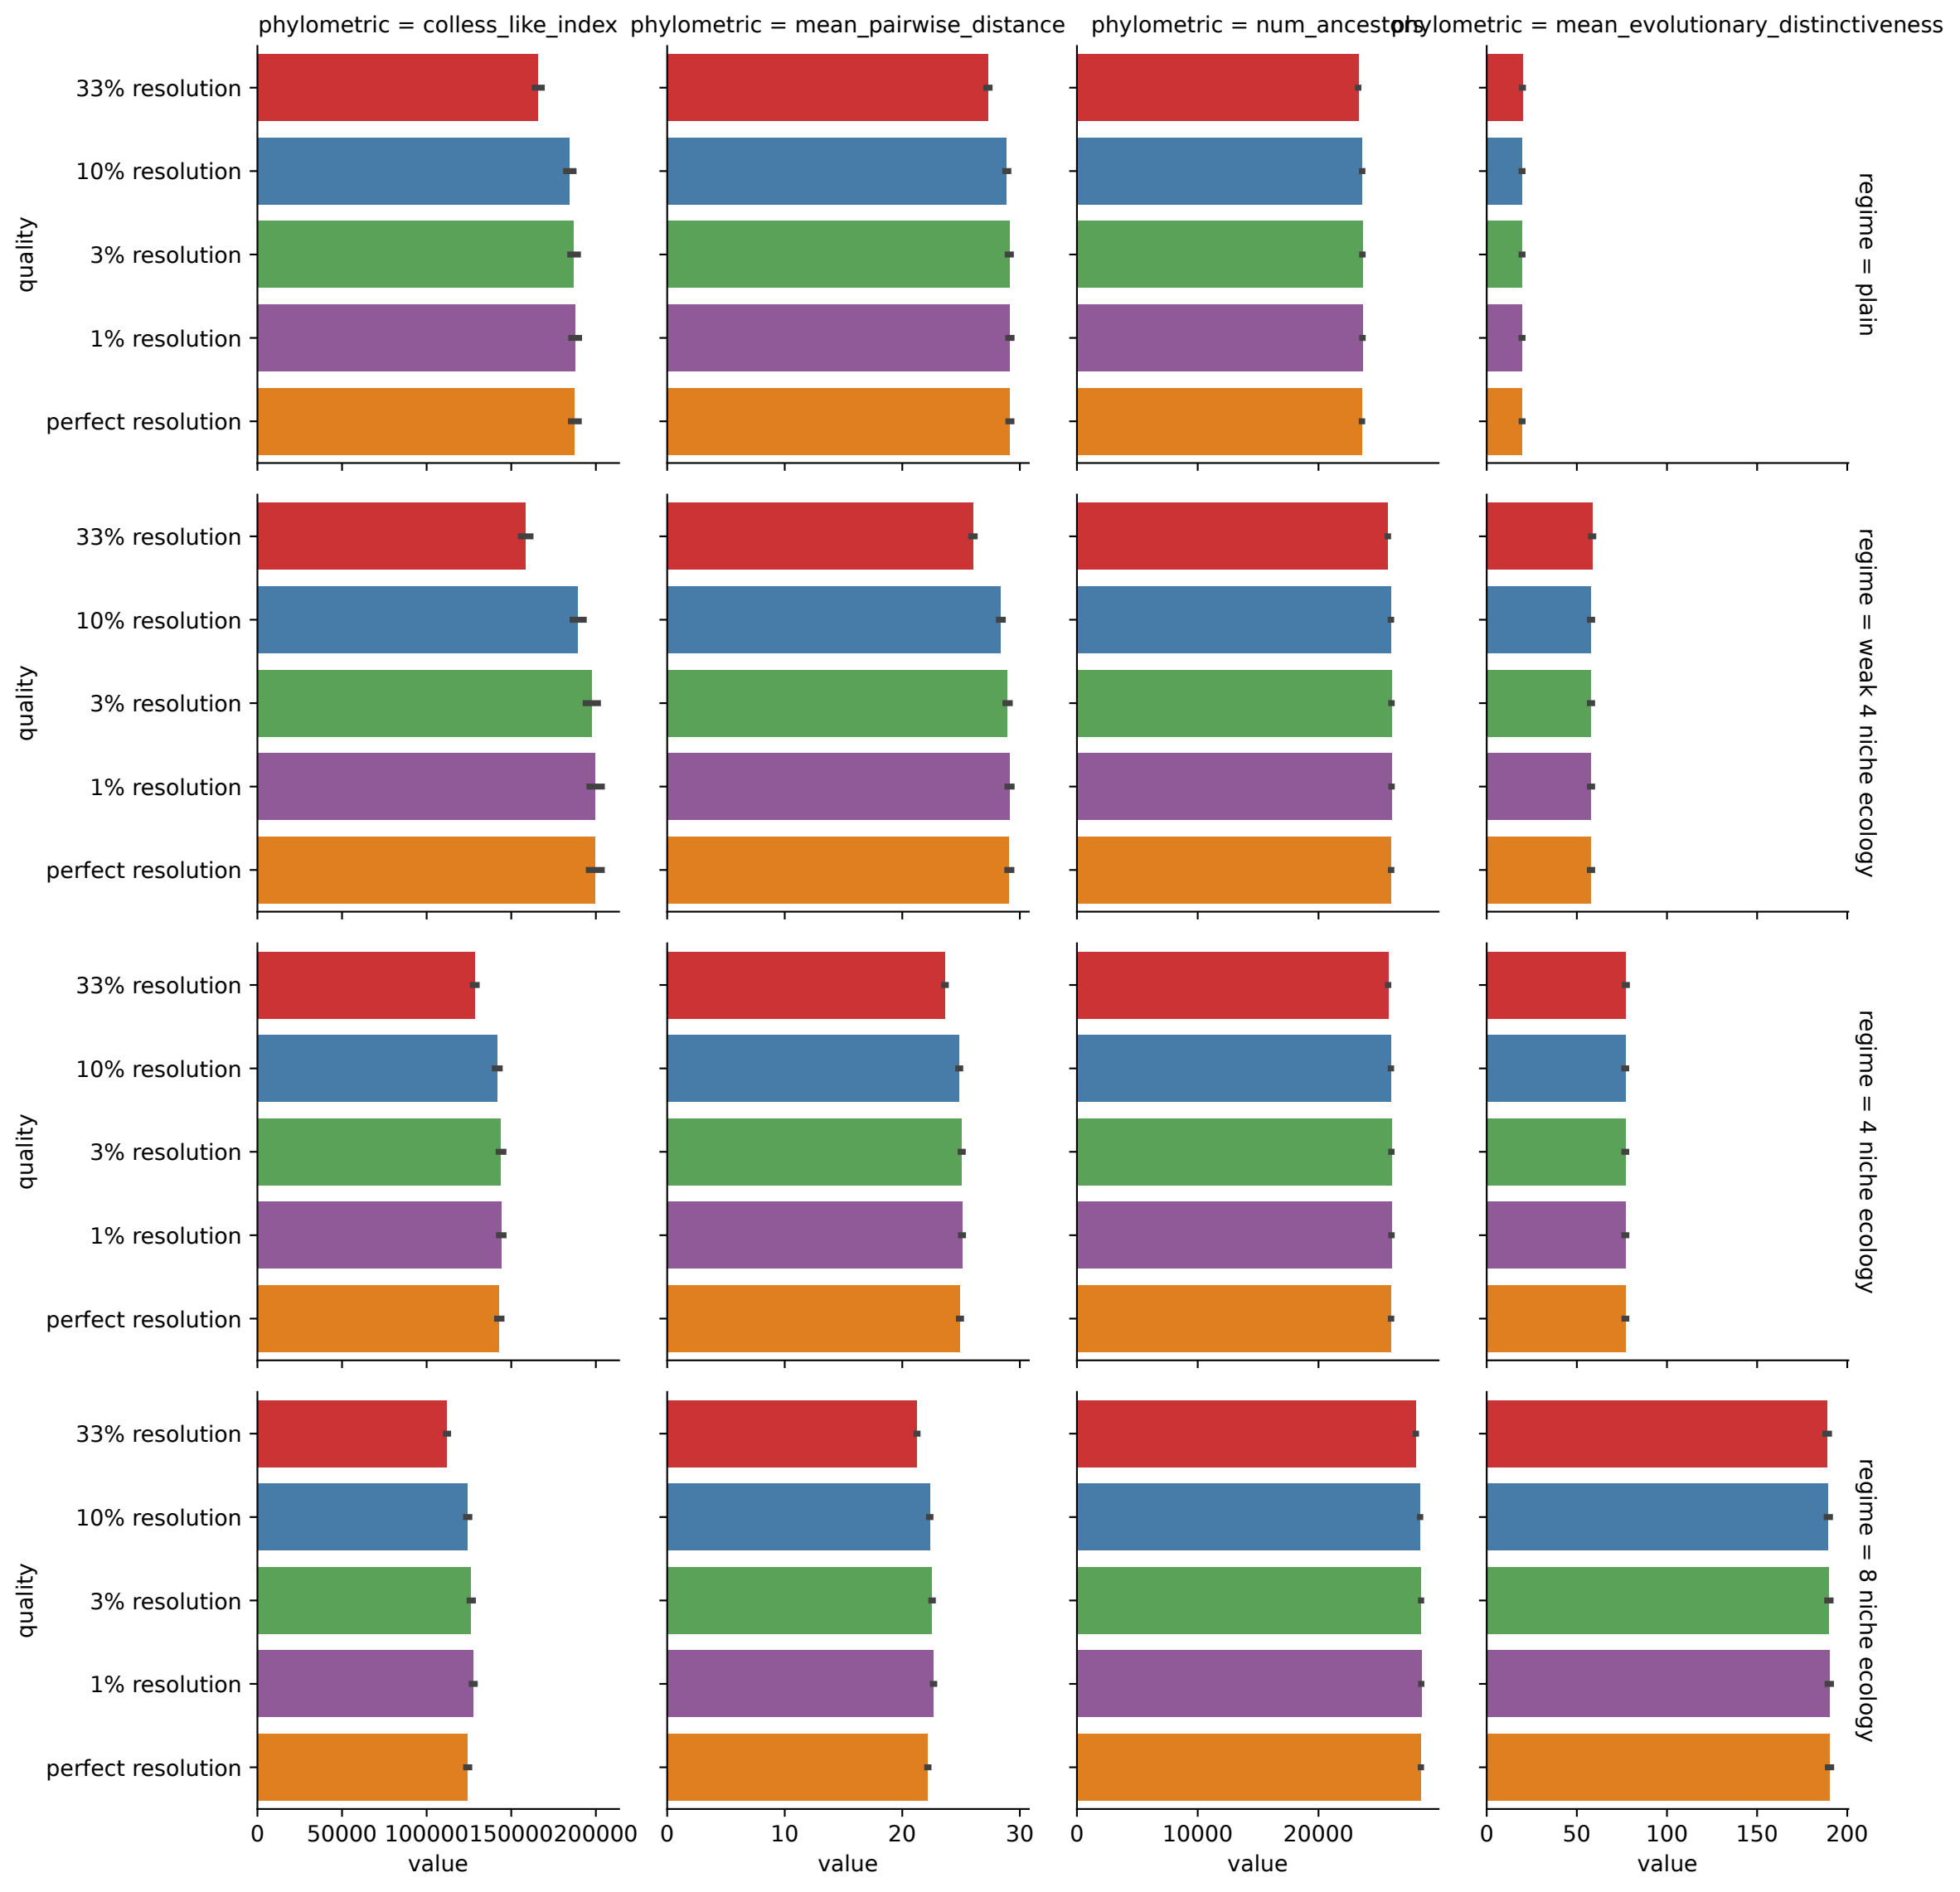 phylometric = colless_like_index
phylometric = mean_pairwise_distance
phylometric = num_ancestors
phylometric = mean_evolutionary_distinctiveness
quality
33% resolution
10% resolution
3% resolution
1% resolution
perfect resolution
regime = plain
quality
33% resolution
10% resolution
3% resolution
1% resolution
perfect resolution
regime = weak 4 niche ecology
quality
33% resolution
10% resolution
3% resolution
1% resolution
perfect resolution
regime = 4 niche ecology
quality
33% resolution
10% resolution
3% resolution
1% resolution
perfect resolution
regime = 8 niche ecology
0 50000 100000 150000 200000
0 10 20 30
0 10000 20000
0 50 100 150 200
value
value
value
value